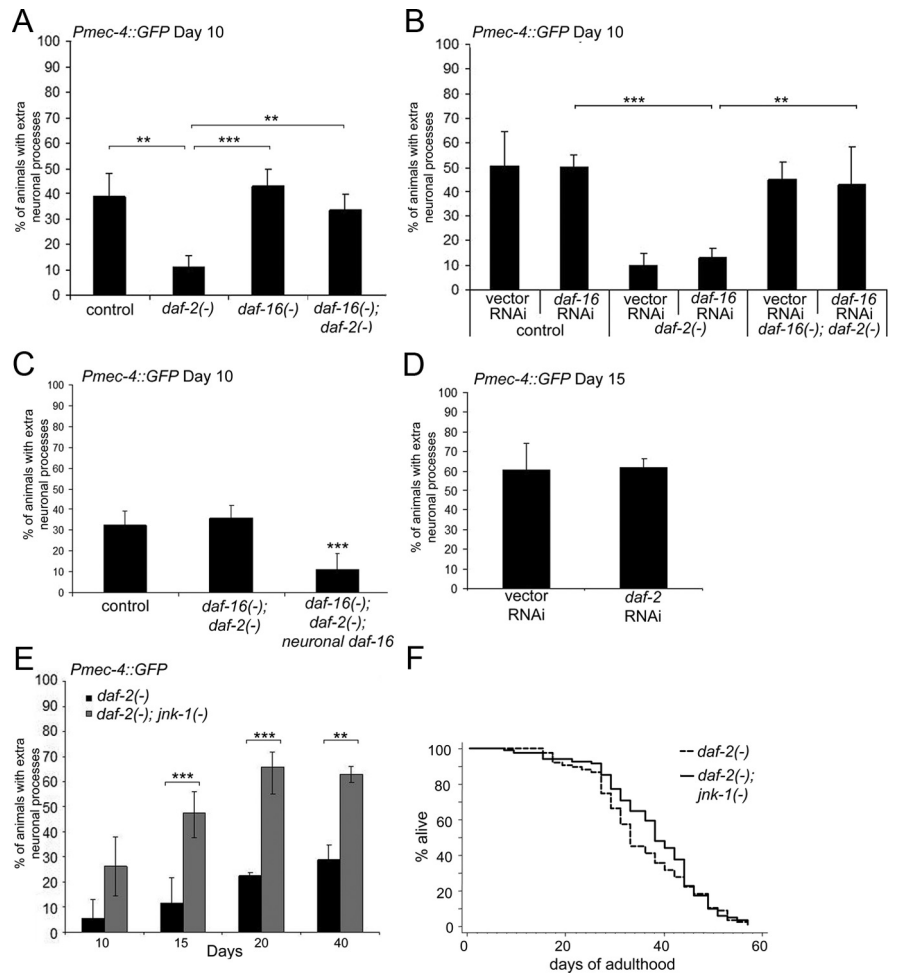 A
Pmec-4::GFP Day 10
% of animals with extra
neuronal processes
100
90
80
70
60
50
40
30
20
10
0
**
***
**
control
daf-2(-)
daf-16(-)
daf-16(-);
daf-2(-)
B
Pmec-4::GFP Day 10
% of animals with extra
neuronal processes
100
90
80
70
60
50
40
30
20
10
0
***
**
vector
RNAi
daf-16
RNAi
vector
RNAi
daf-16
RNAi
vector
RNAi
daf-16
RNAi
control
daf-2(-)
daf-16(-); daf-2(-)
C
Pmec-4::GFP Day 10
% of animals with extra
neuronal processes
100
90
80
70
60
50
40
30
20
10
0
***
control
daf-16(-);
daf-2(-)
daf-16(-);
daf-2(-);
neuronal daf-16
D
Pmec-4::GFP Day 15
% of animals with extra
neuronal processes
100
90
80
70
60
50
40
30
20
10
0
vector
RNAi
daf-2
RNAi
E
Pmec-4::GFP
% of animals with extra
neuronal processes
100
90
80
70
60
50
40
30
20
10
0
daf-2(-)
daf-2(-); jnk-1(-)
***
***
**
10
15
20
40
Days
F
% alive
100
80
60
40
20
0
daf-2(-)
daf-2(-);
jnk-1(-)
0
20
40
60
days of adulthood